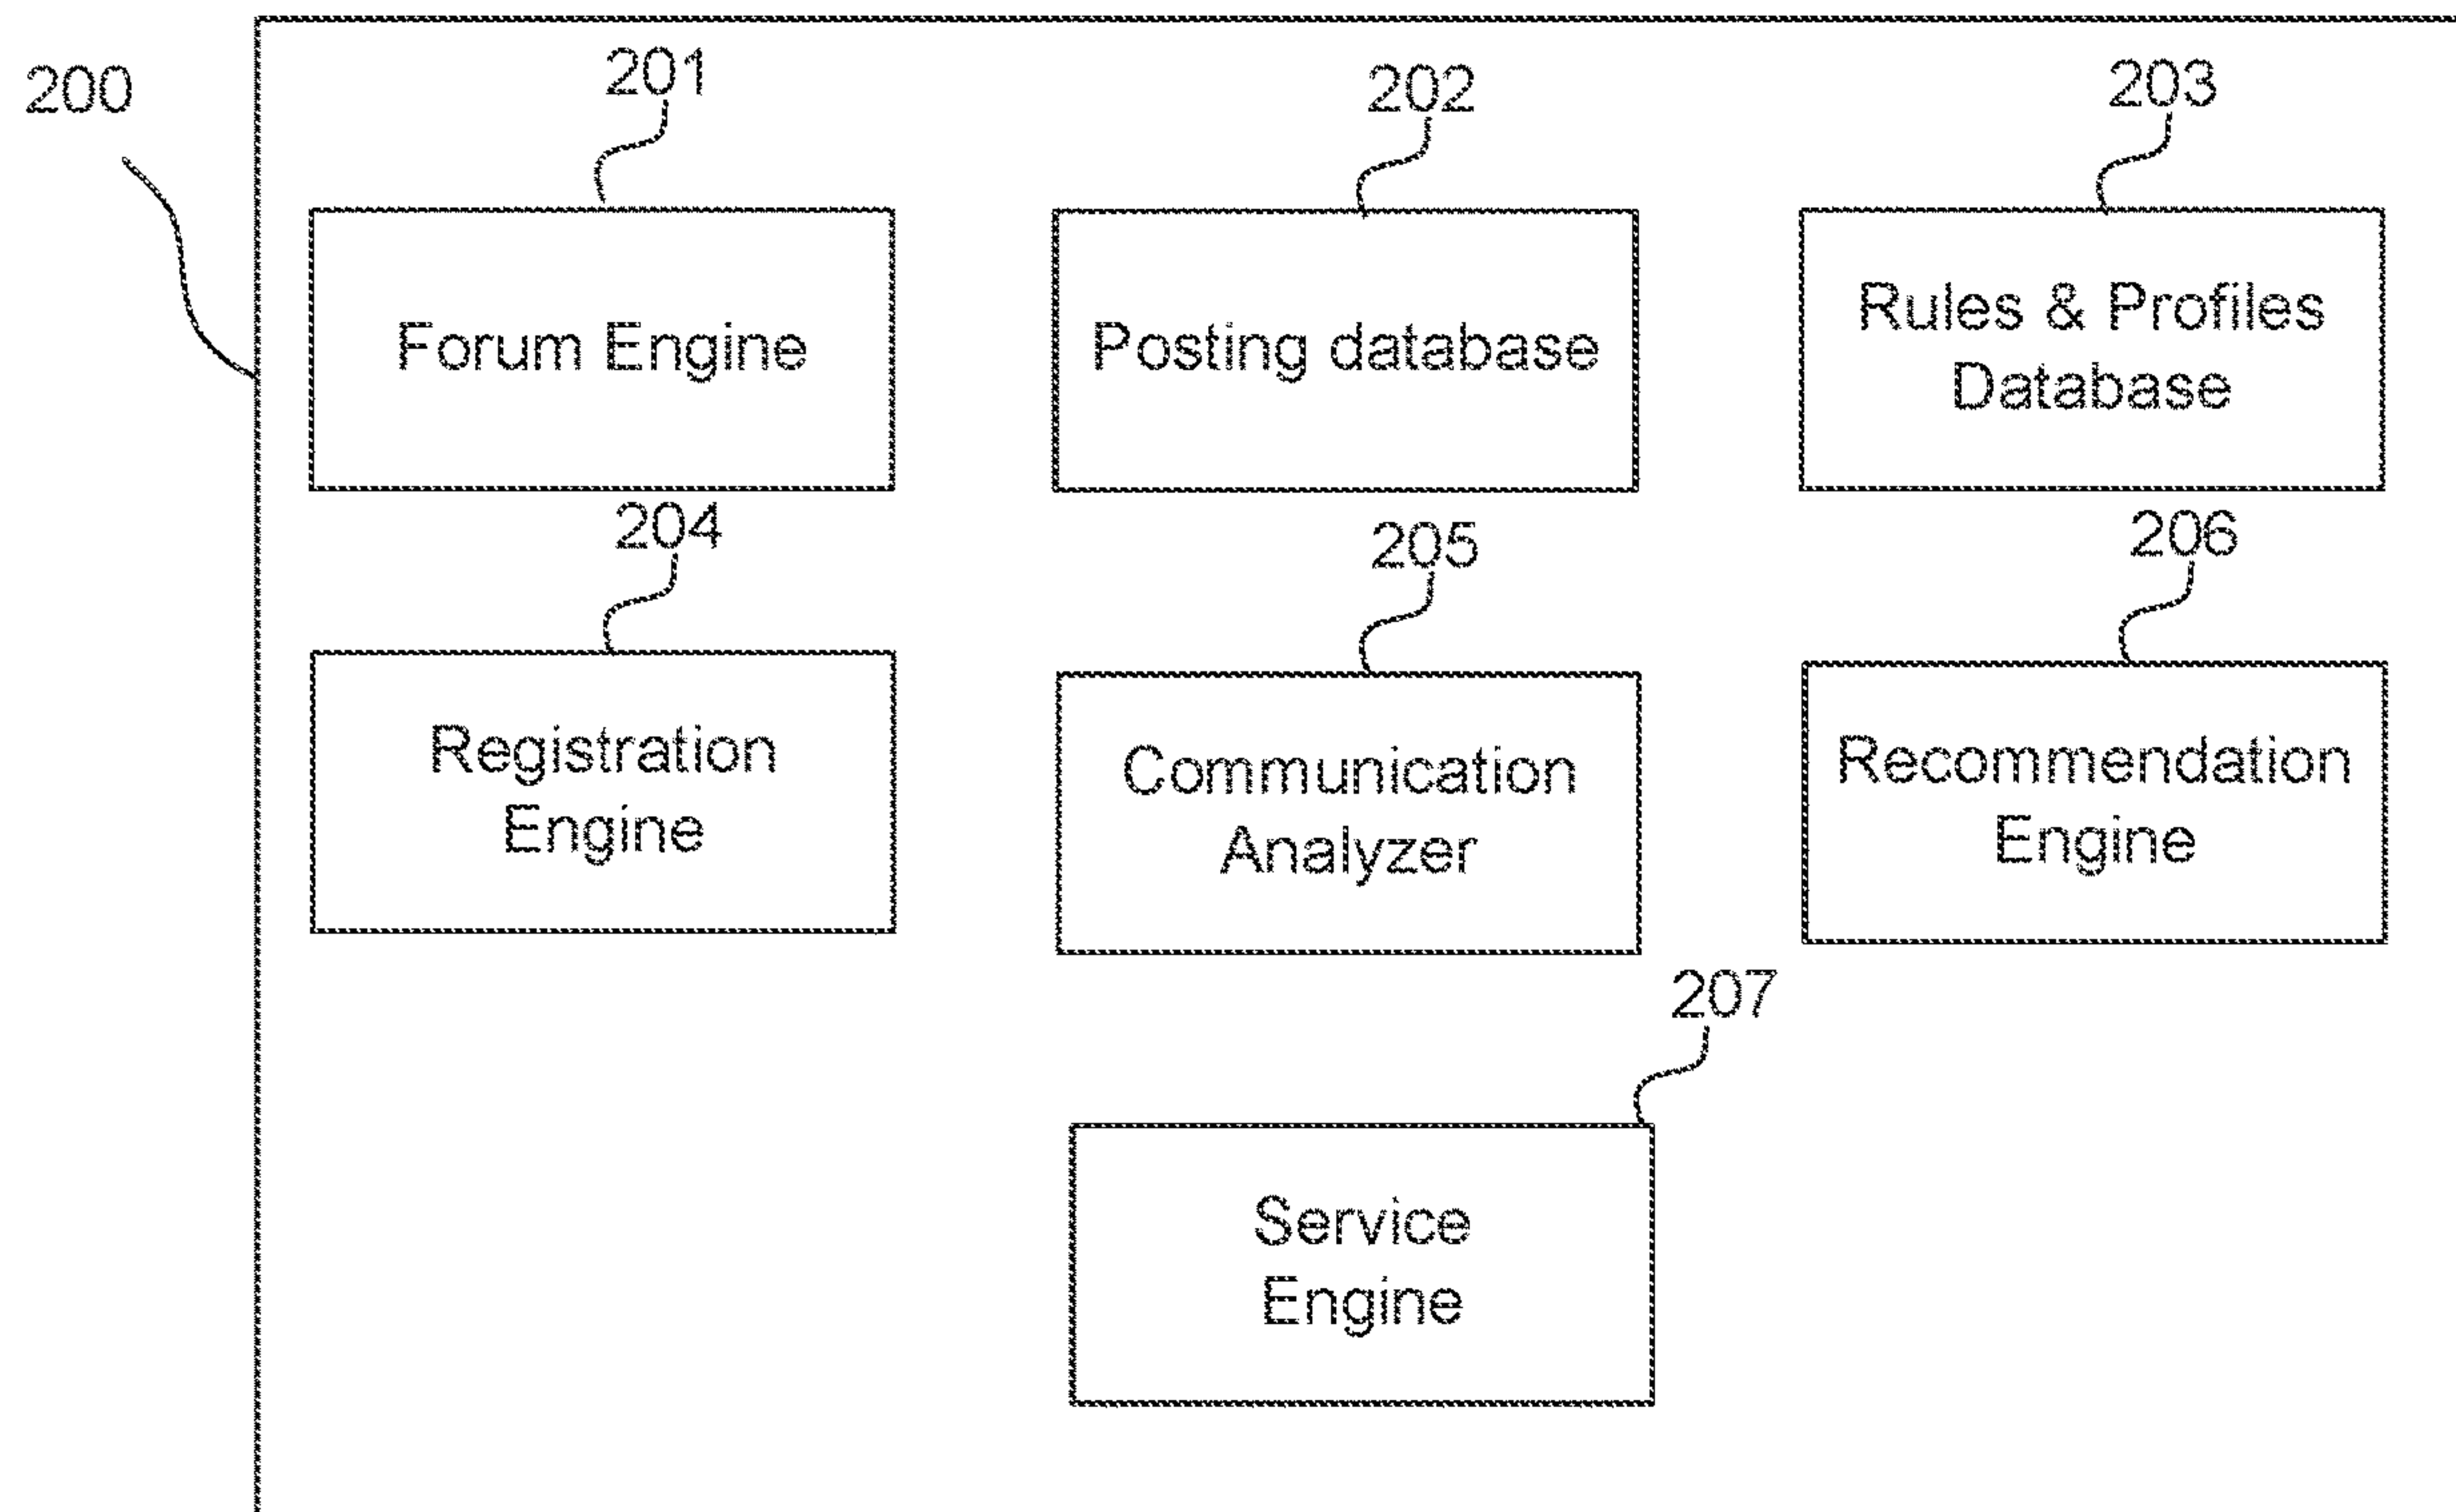 200
201
202
203
Forum Engine
Posting database
Rules & Profiles
Database
204
205
206
Registration
Engine
Communication
Analyzer
Recommendation
Engine
207
Service
Engine